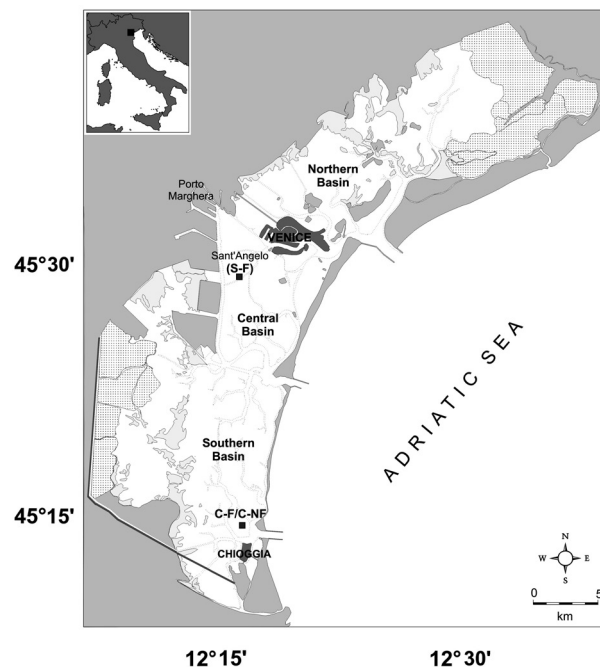 Northern
Basin
Porto
Marghera
VENICE
Sant'Angelo
(S-F)
45°30'
Central
Basin
ADRIATIC SEA
Southern
Basin
45°15'
C-F/C-NF
CHIOGGIA
N
W E
S
0 5
km
12°15' 12°30'